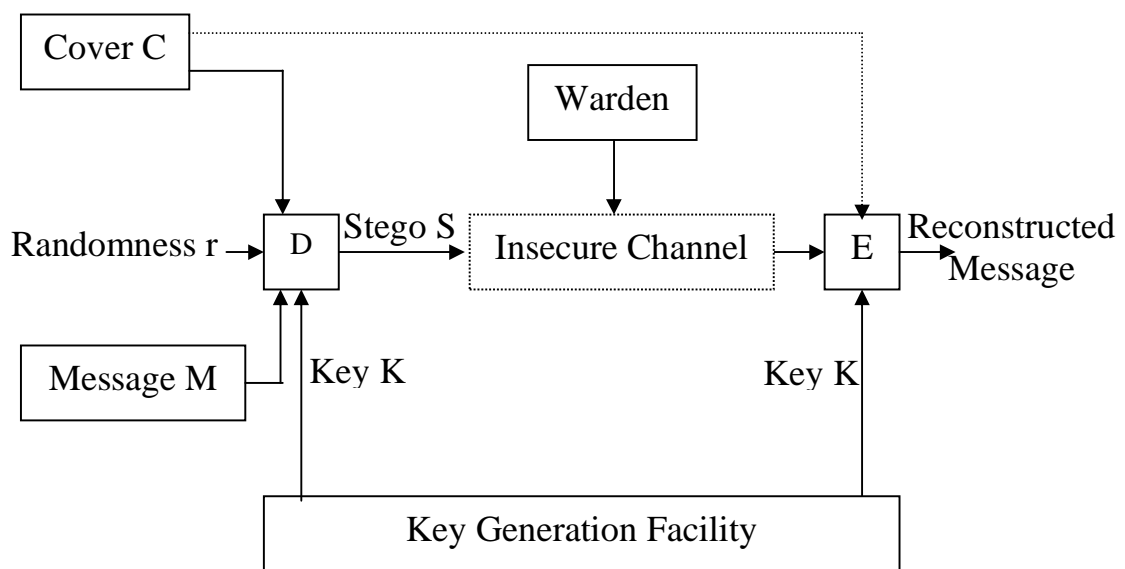 Cover C
Warden
Randomness r
D
Stego S
Insecure Channel
E
Reconstructed
Message
Message M
Key K
Key K
Key Generation Facility